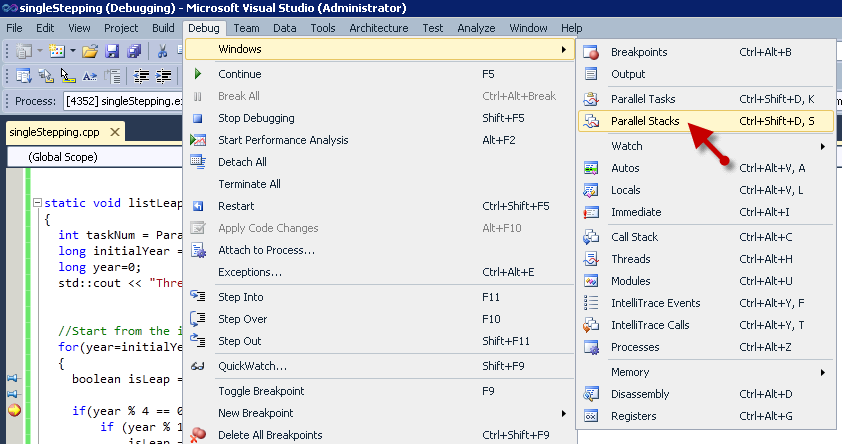 singleStepping (Debugging) - Microsoft Visual Studio (Administrator)
File Edit View Project Build Debug Team Data Tools Architecture Test Analyze Window Help
Process: [4352] singleStepping.ex
singleStepping.cpp
(Global Scope)
static void listLeap
{
int taskNum = Para
long initialYear =
long year=0;
std::cout << "Thre
//Start from the i
for(year=initialYea
{
boolean isLeap =
if(year % 4 == 0
if (year % 1
isLeap =
Windows
Continue F5
Break All Ctrl+Alt+Break
Stop Debugging Shift+F5
Start Performance Analysis Alt+F2
Detach All
Terminate All
Restart Ctrl+Shift+F5
Apply Code Changes Alt+F10
Attach to Process...
Exceptions... Ctrl+Alt+E
Step Into F11
Step Over F10
Step Out Shift+F11
QuickWatch... Shift+F9
Toggle Breakpoint F9
New Breakpoint
Delete All Breakpoints Ctrl+Shift+F9
Breakpoints Ctrl+Alt+B
Output
Parallel Tasks Ctrl+Shift+D, K
Parallel Stacks Ctrl+Shift+D, S
Watch
Autos Ctrl+Alt+V, A
Locals Ctrl+Alt+V, L
Immediate Ctrl+Alt+I
Call Stack Ctrl+Alt+C
Threads Ctrl+Alt+H
Modules Ctrl+Alt+U
IntelliTrace Events Ctrl+Alt+Y, F
IntelliTrace Calls Ctrl+Alt+Y, T
Processes Ctrl+Alt+Z
Memory
Disassembly Ctrl+Alt+D
Registers Ctrl+Alt+G